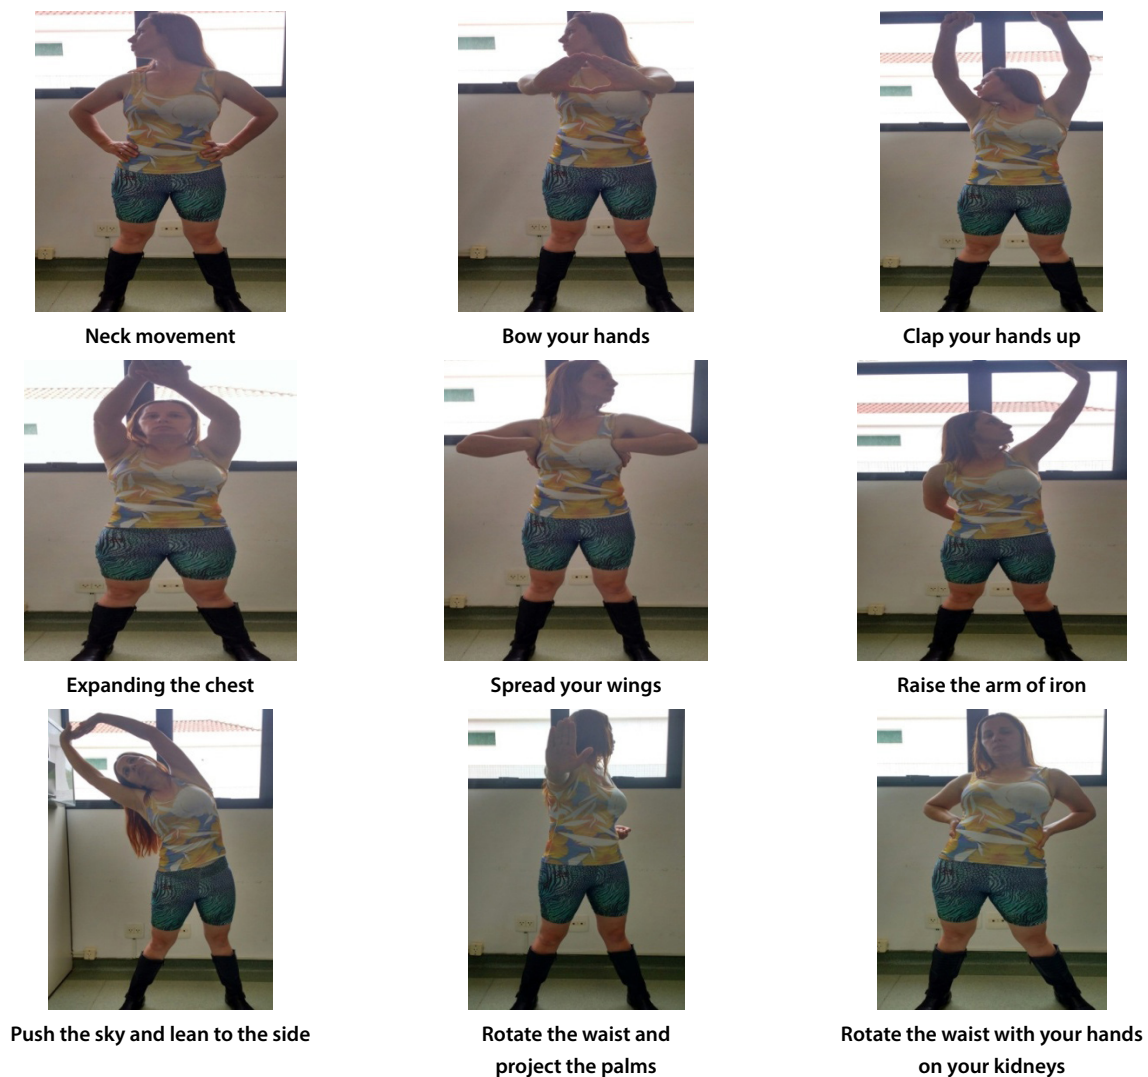 Neck movement
Bow your hands
Clap your hands up
Expanding the chest
Spread your wings
Raise the arm of iron
Push the sky and lean to the side
Rotate the waist and
project the palms
Rotate the waist with your hands
on your kidneys